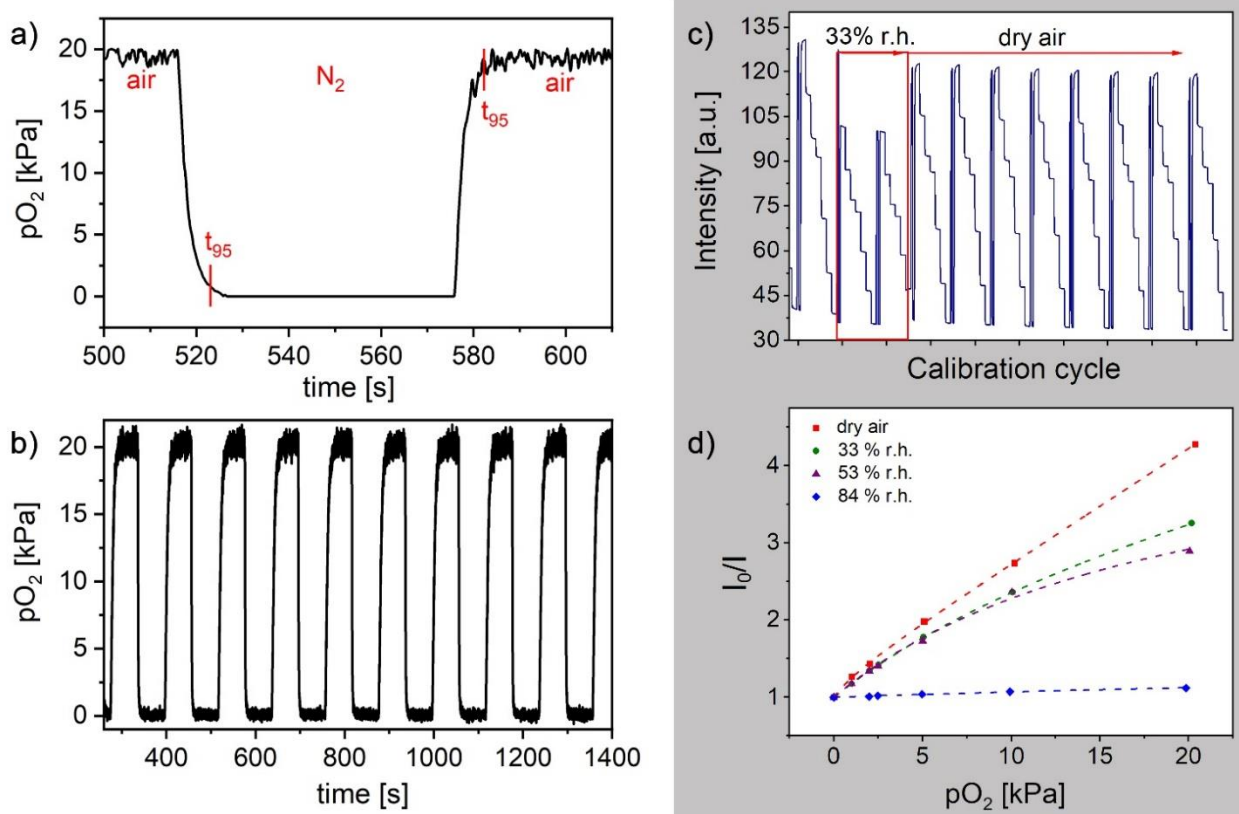 a)
pO2 [kPa]
20
15
10
5
0
air
N2
air
t95
t95
500
520
540
560
580
600
time [s]
b)
pO2 [kPa]
20
15
10
5
0
400
600
800
1000
1200
1400
time [s]
c)
Intensity [a.u.]
135
120
105
90
75
60
45
30
33% r.h.
dry air
Calibration cycle
d)
I0/I
4
3
2
1
dry air
33 % r.h.
53 % r.h.
84 % r.h.
0
5
10
15
20
pO2 [kPa]